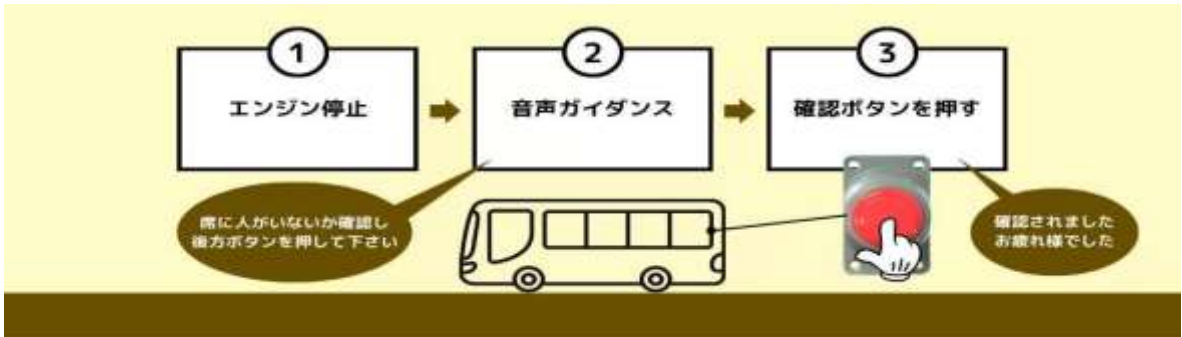 1
エンジン停止
2
音声ガイダンス
3
確認ボタンを押す
席に人がいないか確認し
後方ボタンを押して下さい
確認されました
お疲れ様でした